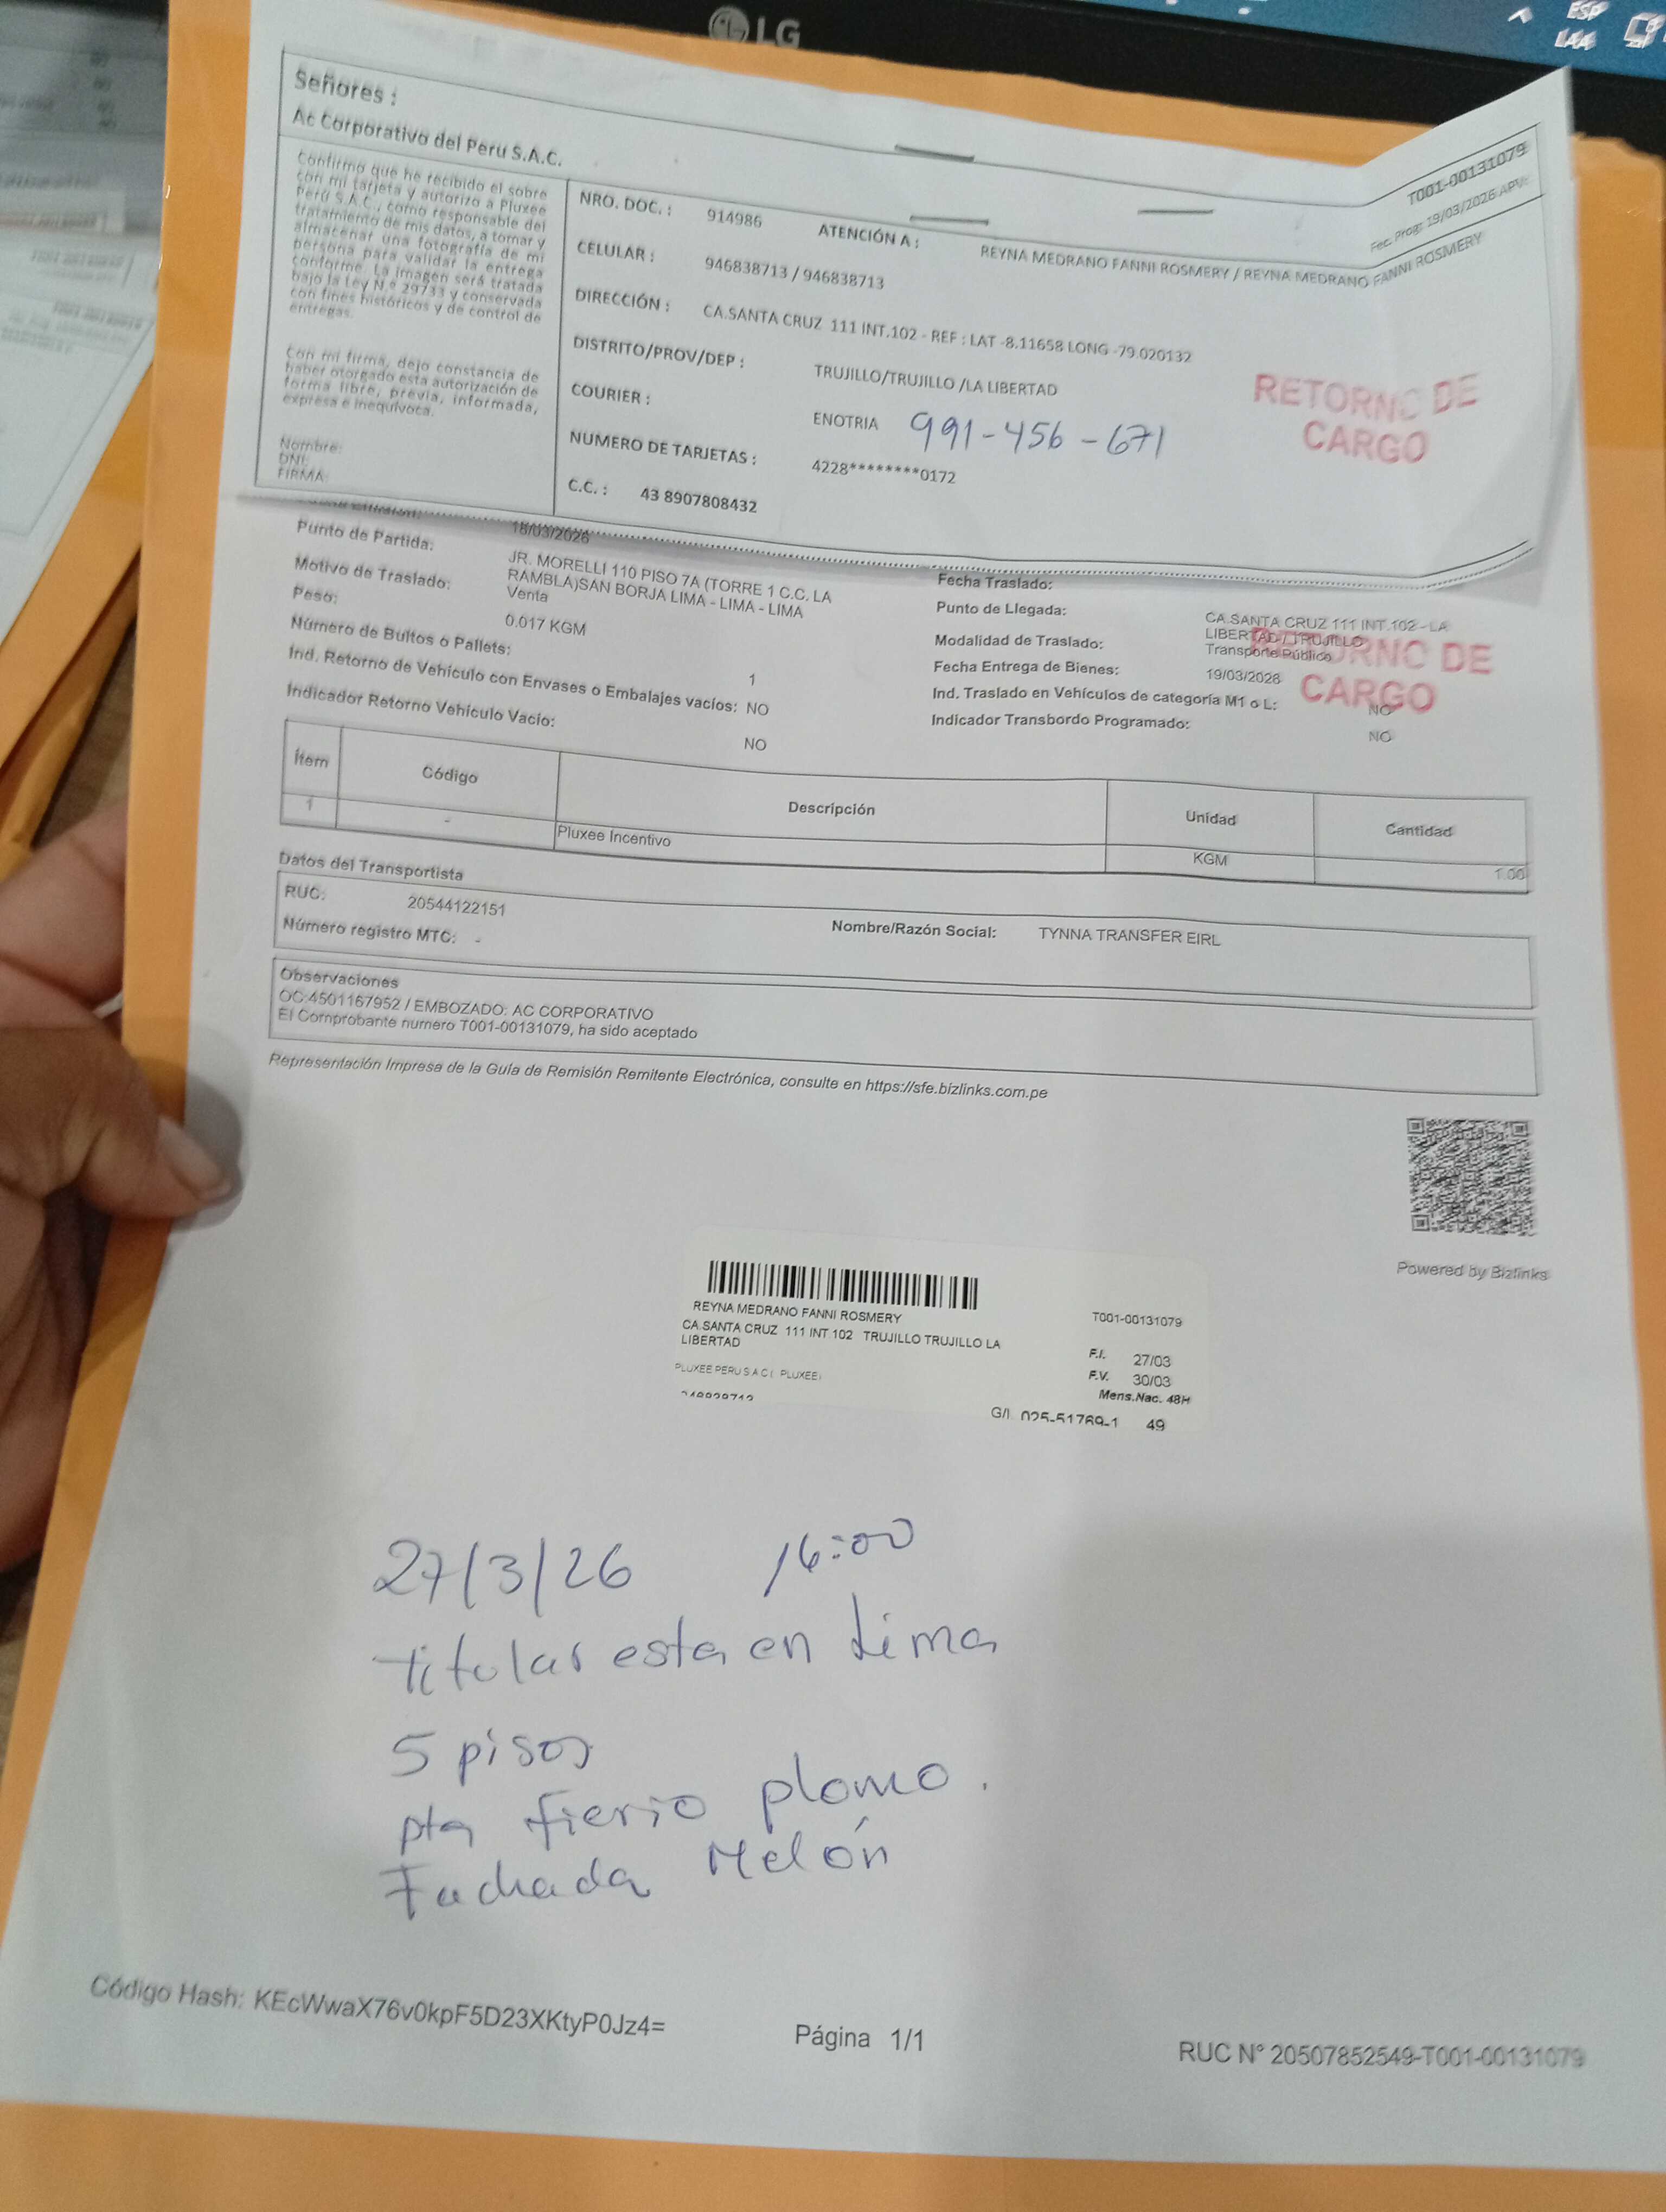 LG
ESP
LAA
Señores :
Ac Corporativo del Peru S.A.C.
T001-00131079
Fec. Prog: 19/03/2026 APV:
Confirmo que he recibido el sobre
con mi tarjeta y autorizo a Pluxee
Perú S.A.C., como responsable del
tratamiento de mis datos, a tomar y
almacenar una fotografía de mi
persona para validar la entrega
conforme. La imagen será tratada
bajo la Ley N.º 29733 y conservada
con fines históricos y de control de
entregas.
Con mi firma, dejo constancia de
haber otorgado esta autorización de
forma libre, previa, informada,
expresa e inequívoca.
Nombre:
DNI:
FIRMA:
NRO. DOC. : 914986 ATENCIÓN A : REYNA MEDRANO FANNI ROSMERY / REYNA MEDRANO FANNI ROSMERY
CELULAR : 946838713 / 946838713
DIRECCIÓN : CA.SANTA CRUZ 111 INT.102 - REF : LAT -8.11658 LONG -79.020132
DISTRITO/PROV/DEP : TRUJILLO/TRUJILLO /LA LIBERTAD
COURIER : ENOTRIA 991-456-671
NUMERO DE TARJETAS : 4228********0172
C.C. : 43 8907808432
RETORNO DE
CARGO
18/03/2026
Punto de Partida: JR. MORELLI 110 PISO 7A (TORRE 1 C.C. LA
RAMBLA)SAN BORJA LIMA - LIMA - LIMA
Motivo de Traslado: Venta
Peso: 0.017 KGM
Número de Bultos o Pallets: 1
Ind. Retorno de Vehículo con Envases o Embalajes vacíos: NO
Indicador Retorno Vehículo Vacío: NO
Fecha Traslado:
Punto de Llegada: CA.SANTA CRUZ 111 INT.102 - LA
LIBERTAD / TRUJILLO
Modalidad de Traslado: Transporte Público
Fecha Entrega de Bienes: 19/03/2026
Ind. Traslado en Vehículos de categoría M1 o L: NO
Indicador Transbordo Programado: NO
RETORNO DE
CARGO
Ítem Código Descripción Unidad Cantidad
1 - Pluxee Incentivo KGM 1.00
Datos del Transportista
RUC: 20544122151 Nombre/Razón Social: TYNNA TRANSFER EIRL
Número registro MTC: -
Observaciones
OC:4501167952 / EMBOZADO: AC CORPORATIVO
El Comprobante numero T001-00131079, ha sido aceptado
Representación Impresa de la Guía de Remisión Remitente Electrónica, consulte en https://sfe.bizlinks.com.pe
Powered by Bizlinks
REYNA MEDRANO FANNI ROSMERY T001-00131079
CA.SANTA CRUZ 111 INT 102 TRUJILLO TRUJILLO LA
LIBERTAD
F.I. 27/03
PLUXEE PERU S A C ( PLUXEE)
F.V. 30/03
Mens.Nac. 48H
G/I. 025-51769-1 49
27/3/26 16:00
titular esta en Lima
5 pisos
pta fierro plomo.
Fachada Melón
Código Hash: KEcWwaX76v0kpF5D23XKtyP0Jz4=
Página 1/1
RUC N° 20507852549-T001-00131079